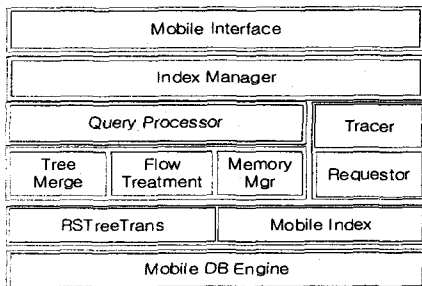 Mobile Interface
Index Manager
Query Processor
Tracer
Tree
Merge
Flow
Treatment
Memory
Mgr
Requestor
RSTreeTrans
Mobile Index
Mobile DB Engine